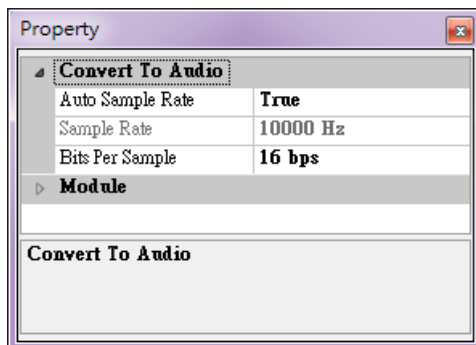 Property
Convert To Audio
Auto Sample Rate True
Sample Rate 10000 Hz
Bits Per Sample 16 bps
Module
Convert To Audio